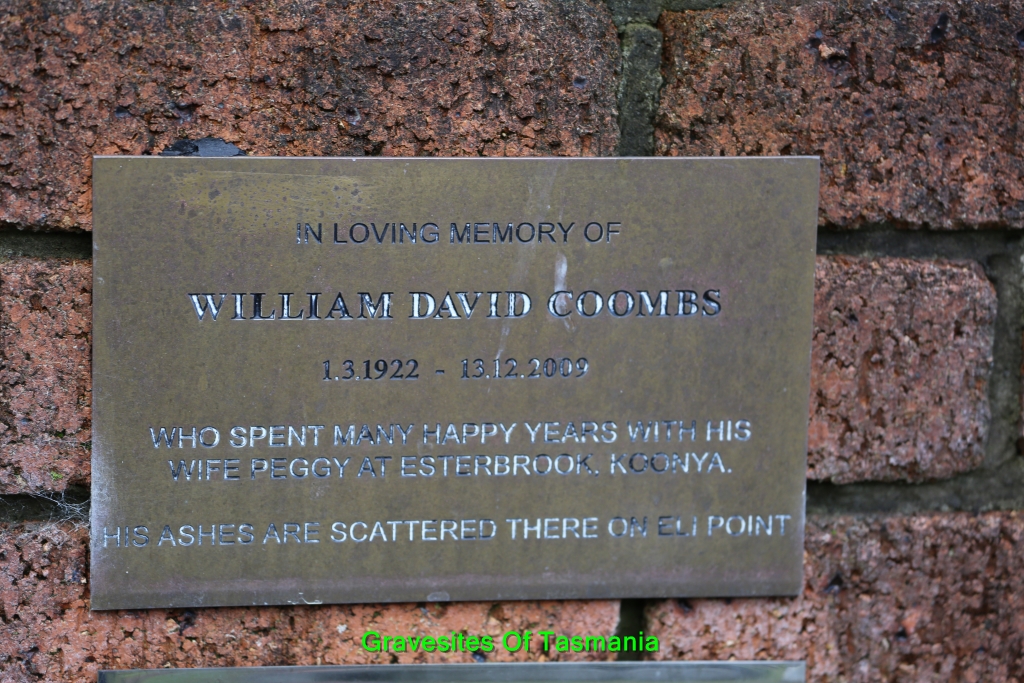 IN LOVING MEMORY OF
WILLIAM DAVID COOMBS
1.3.1922 - 13.12.2009
WHO SPENT MANY HAPPY YEARS WITH HIS
WIFE PEGGY AT ESTERBROOK, KOONYA.
HIS ASHES ARE SCATTERED THERE ON ELI POINT
Gravesites Of Tasmania